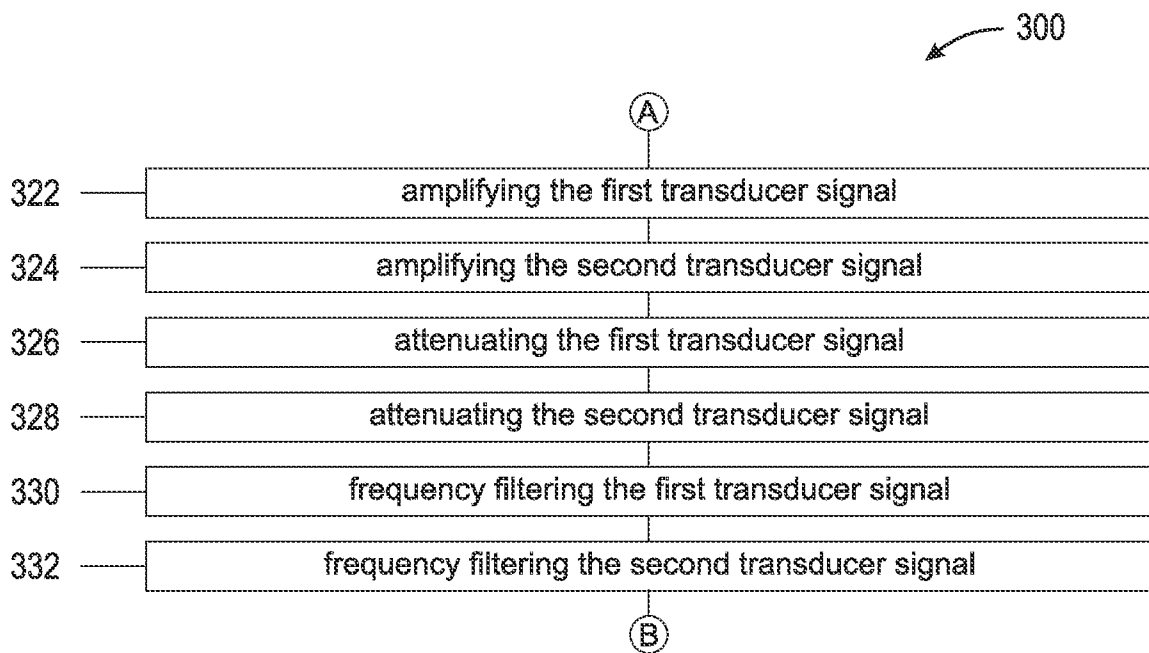 300
A
322 amplifying the first transducer signal
324 amplifying the second transducer signal
326 attenuating the first transducer signal
328 attenuating the second transducer signal
330 frequency filtering the first transducer signal
332 frequency filtering the second transducer signal
B